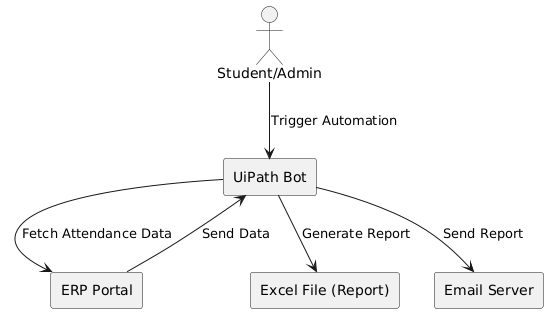 Student/Admin
Trigger Automation
UiPath Bot
Fetch Attendance Data
Send Data
Generate Report
Send Report
ERP Portal
Excel File (Report)
Email Server